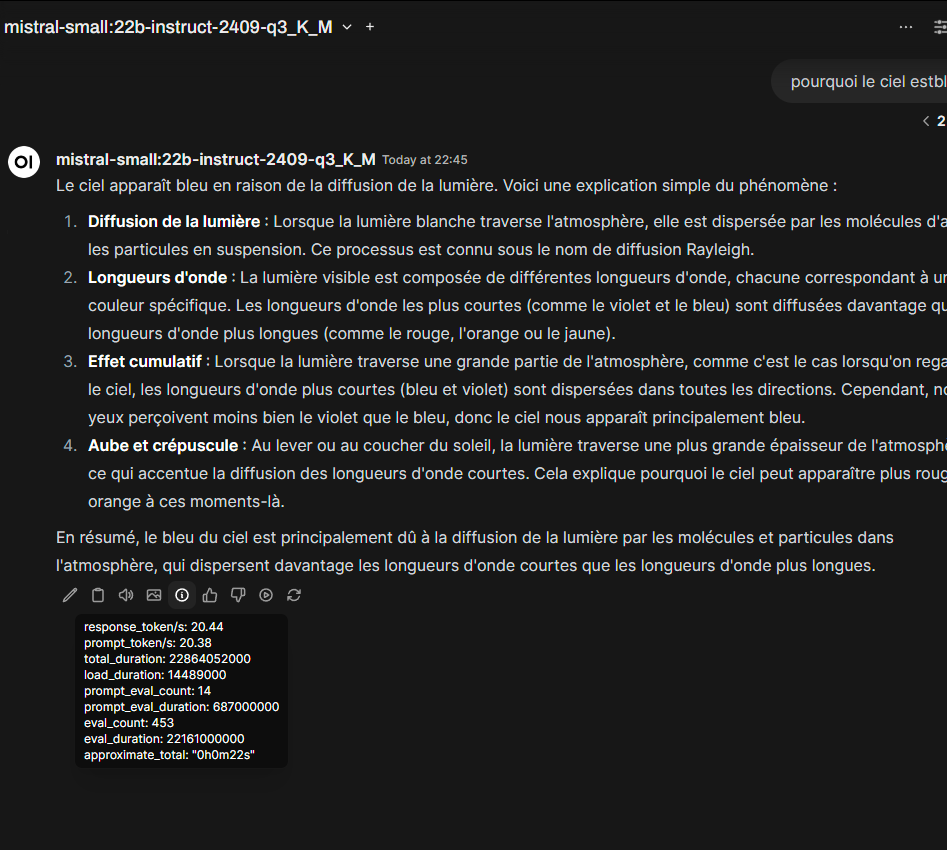 mistral-small:22b-instruct-2409-q3_K_M
pourquoi le ciel estbl
2
OI
mistral-small:22b-instruct-2409-q3_K_M Today at 22:45
Le ciel apparaît bleu en raison de la diffusion de la lumière. Voici une explication simple du phénomène :
1. Diffusion de la lumière : Lorsque la lumière blanche traverse l'atmosphère, elle est dispersée par les molécules d'a
les particules en suspension. Ce processus est connu sous le nom de diffusion Rayleigh.
2. Longueurs d'onde : La lumière visible est composée de différentes longueurs d'onde, chacune correspondant à un
couleur spécifique. Les longueurs d'onde les plus courtes (comme le violet et le bleu) sont diffusées davantage qu
longueurs d'onde plus longues (comme le rouge, l'orange ou le jaune).
3. Effet cumulatif : Lorsque la lumière traverse une grande partie de l'atmosphère, comme c'est le cas lorsqu'on rega
le ciel, les longueurs d'onde plus courtes (bleu et violet) sont dispersées dans toutes les directions. Cependant, no
yeux perçoivent moins bien le violet que le bleu, donc le ciel nous apparaît principalement bleu.
4. Aube et crépuscule : Au lever ou au coucher du soleil, la lumière traverse une plus grande épaisseur de l'atmosphè
ce qui accentue la diffusion des longueurs d'onde courtes. Cela explique pourquoi le ciel peut apparaître plus roug
orange à ces moments-là.
En résumé, le bleu du ciel est principalement dû à la diffusion de la lumière par les molécules et particules dans
l'atmosphère, qui dispersent davantage les longueurs d'onde courtes que les longueurs d'onde plus longues.
response_token/s: 20.44
prompt_token/s: 20.38
total_duration: 22864052000
load_duration: 14489000
prompt_eval_count: 14
prompt_eval_duration: 687000000
eval_count: 453
eval_duration: 22161000000
approximate_total: "0h0m22s"